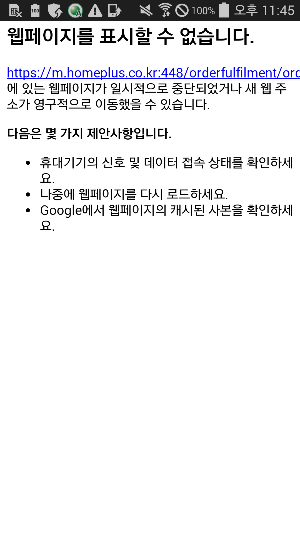 100% 오후 11:45
웹페이지를 표시할 수 없습니다.
https://m.homeplus.co.kr:448/orderfulfilment/ord
에 있는 웹페이지가 일시적으로 중단되었거나 새 웹 주
소가 영구적으로 이동했을 수 있습니다.
다음은 몇 가지 제안사항입니다.
휴대기기의 신호 및 데이터 접속 상태를 확인하세
요.
나중에 웹페이지를 다시 로드하세요.
Google에서 웹페이지의 캐시된 사본을 확인하세
요.